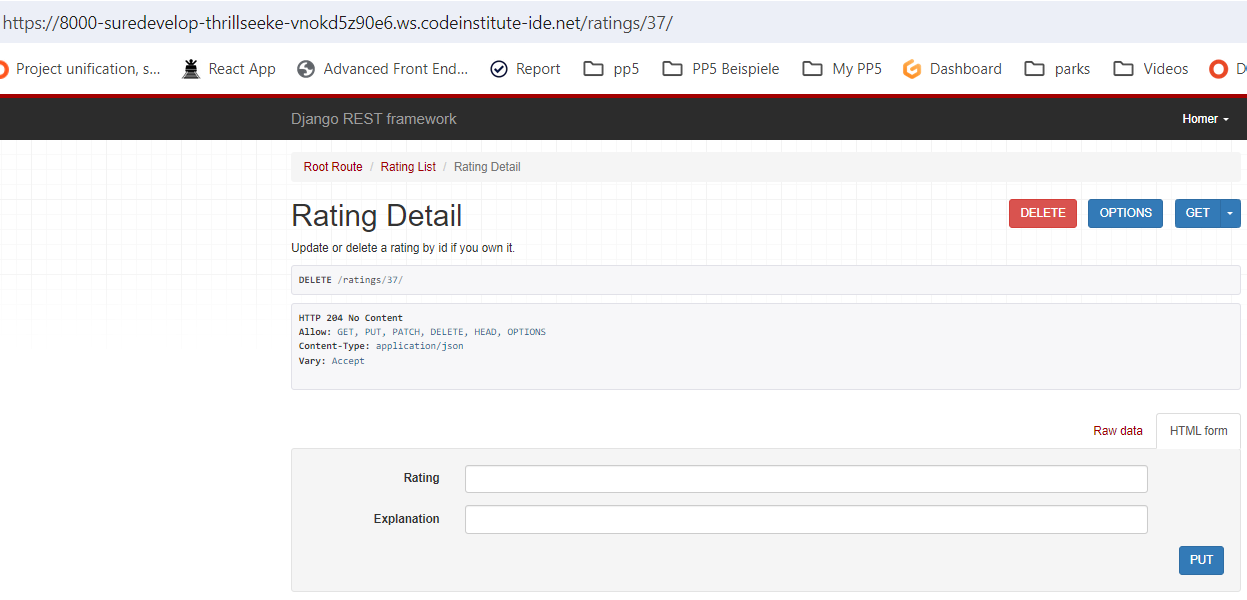 https://8000-suredevelop-thrillseeke-vnokd5z90e6.ws.codeinstitute-ide.net/ratings/37/
Project unification, s... React App Advanced Front End... Report pp5 PP5 Beispiele My PP5 Dashboard parks Videos
Django REST framework Homer
Root Route / Rating List / Rating Detail
Rating Detail DELETE OPTIONS GET
Update or delete a rating by id if you own it.
DELETE /ratings/37/
HTTP 204 No Content
Allow: GET, PUT, PATCH, DELETE, HEAD, OPTIONS
Content-Type: application/json
Vary: Accept
Raw data HTML form
Rating
Explanation
PUT